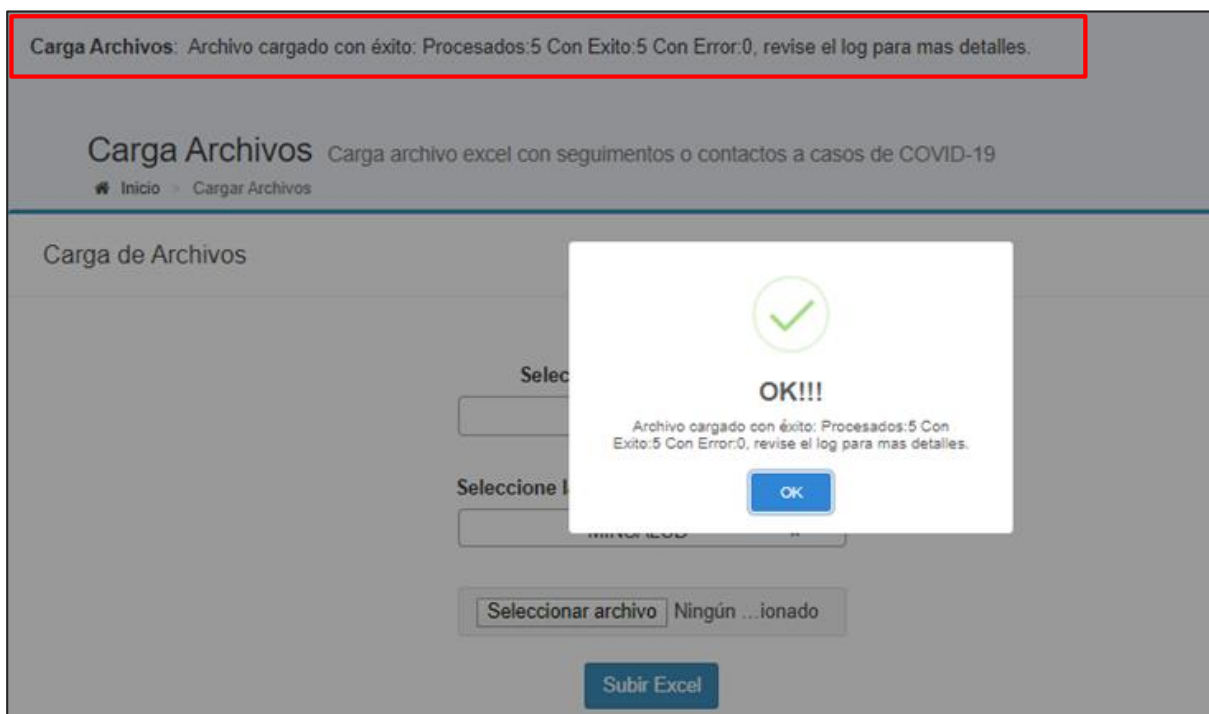 Carga Archivos: Archivo cargado con éxito: Procesados:5 Con Exito:5 Con Error:0, revise el log para mas detalles.
Carga Archivos Carga archivo excel con seguimentos o contactos a casos de COVID-19
Inicio > Cargar Archivos
Carga de Archivos
OK!!!
Archivo cargado con éxito: Procesados:5 Con
Exito:5 Con Error:0, revise el log para mas detalles.
OK
Seleccione
Seleccionar archivo Ningún ...ionado
Subir Excel